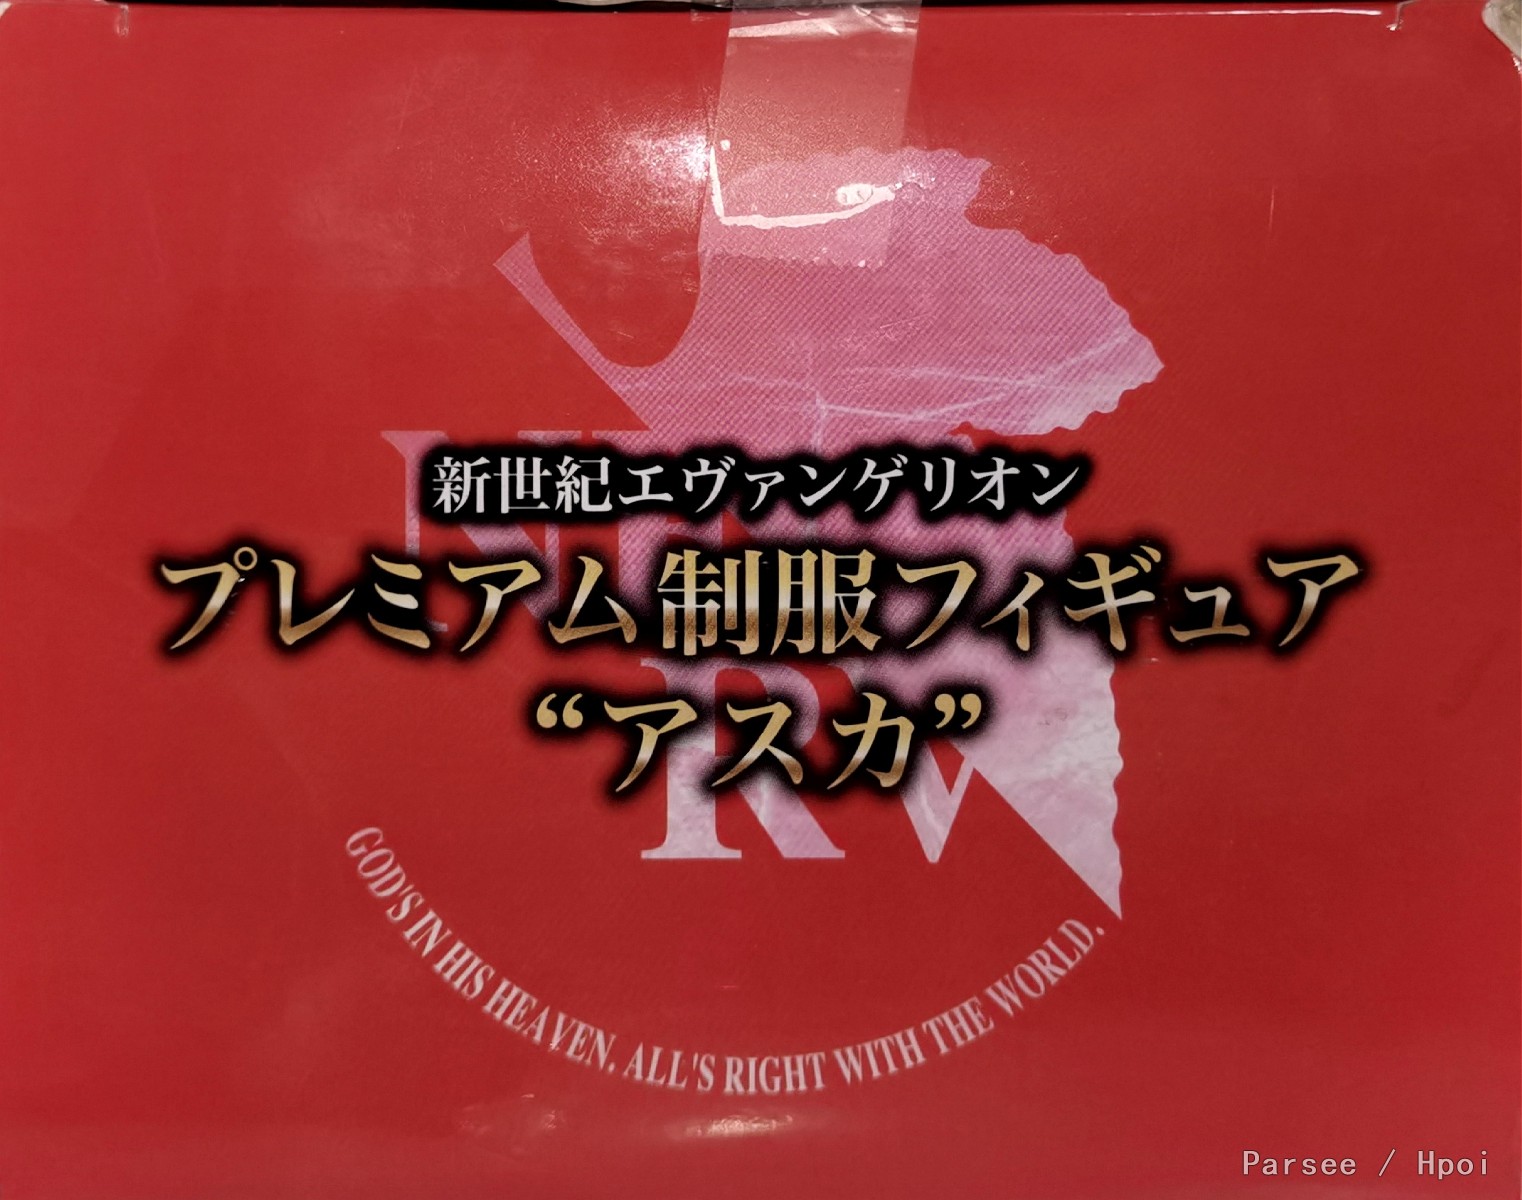 新世紀エヴァンゲリオン
プレミアム制服フィギュア
“アスカ”
NERV
GOD'S IN HIS HEAVEN. ALL'S RIGHT WITH THE WORLD.
Parsee / Hpoi